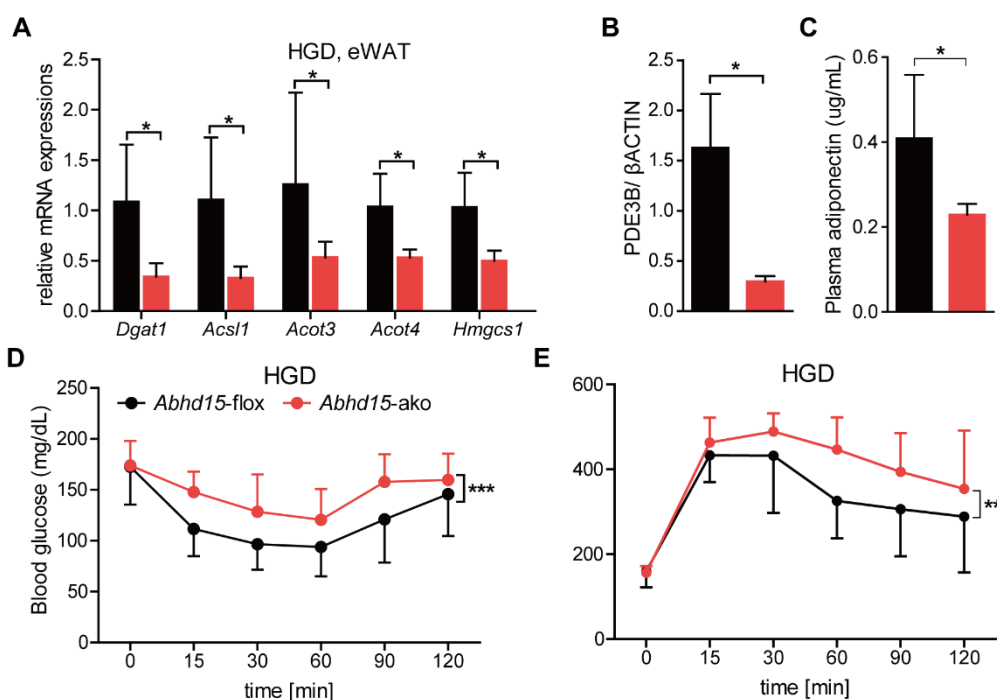 A
HGD, eWAT
relative mRNA expressions
2.5
2.0
1.5
1.0
0.5
0.0
*
*
*
*
*
Dgat1
Acsl1
Acot3
Acot4
Hmgcs1
B
PDE3B/ βACTIN
2.5
2.0
1.5
1.0
0.5
0.0
*
C
Plasma adiponectin (ug/mL)
0.6
0.4
0.2
0.0
*
D
HGD
Abhd15-flox
Abhd15-ako
Blood glucose (mg/dL)
250
200
150
100
50
0
***
0 15 30 60 90 120
time [min]
E
HGD
600
400
200
0
**
0 15 30 60 90 120
time [min]